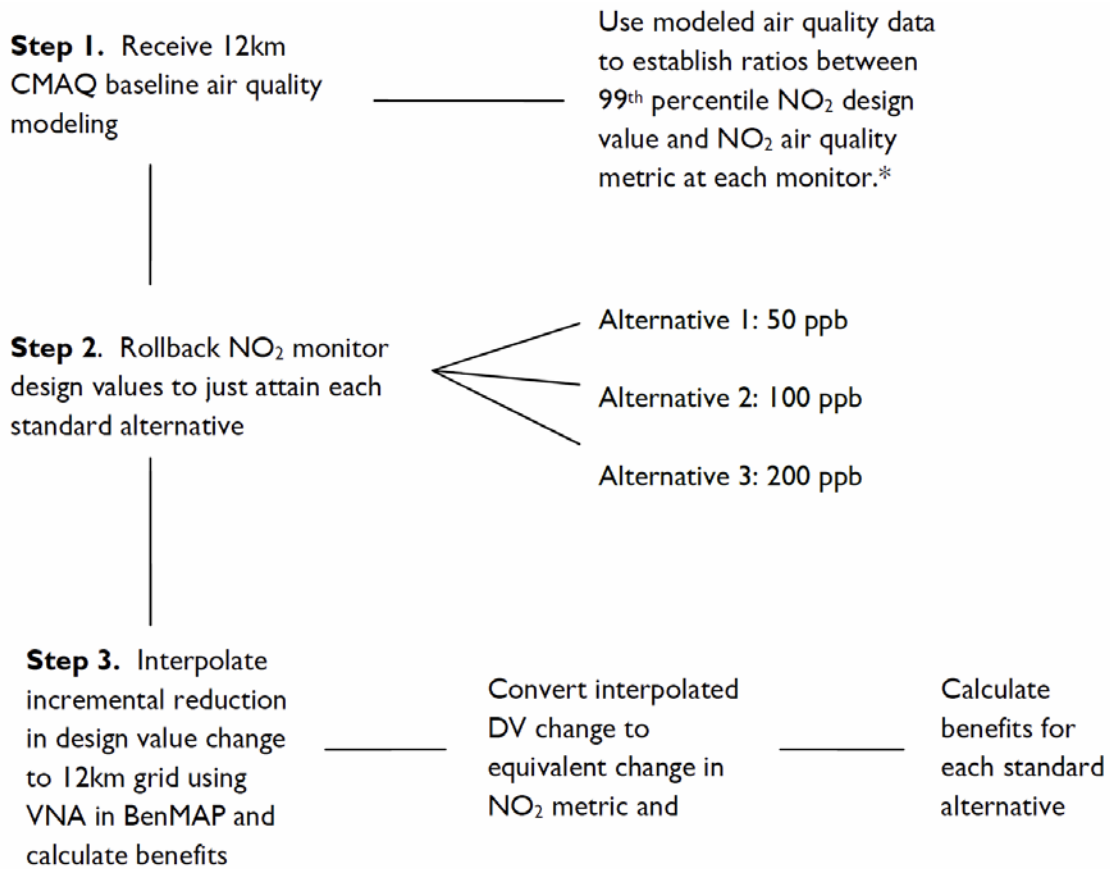 Step 1. Receive 12km
CMAQ baseline air quality
modeling
Use modeled air quality data
to establish ratios between
99th percentile NO₂ design
value and NO₂ air quality
metric at each monitor.*
Step 2. Rollback NO₂ monitor
design values to just attain each
standard alternative
Alternative 1: 50 ppb
Alternative 2: 100 ppb
Alternative 3: 200 ppb
Step 3. Interpolate
incremental reduction
in design value change
to 12km grid using
VNA in BenMAP and
calculate benefits
Convert interpolated
DV change to
equivalent change in
NO₂ metric and
Calculate
benefits for
each standard
alternative